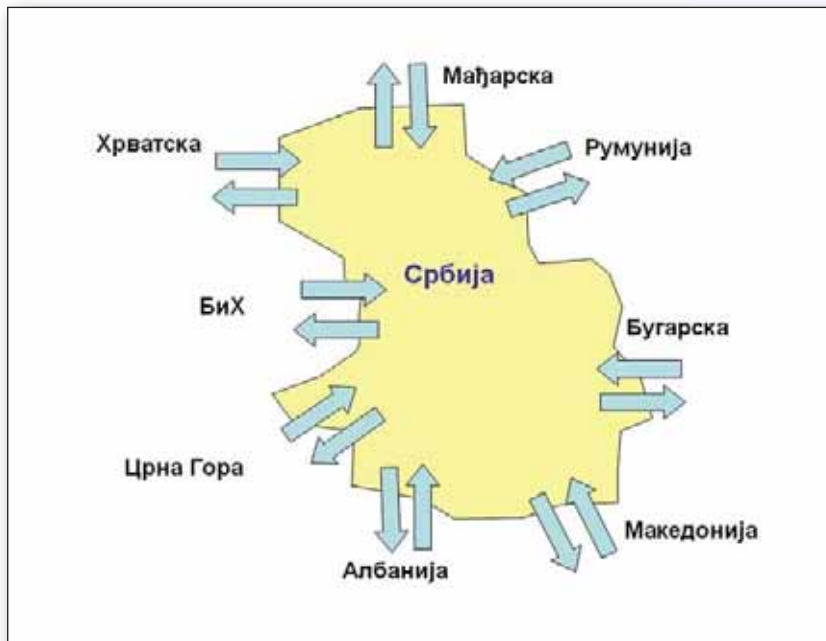 Мађарска
Хрватска
Румунија
Србија
БиХ
Бугарска
Црна Гора
Македонија
Албанија